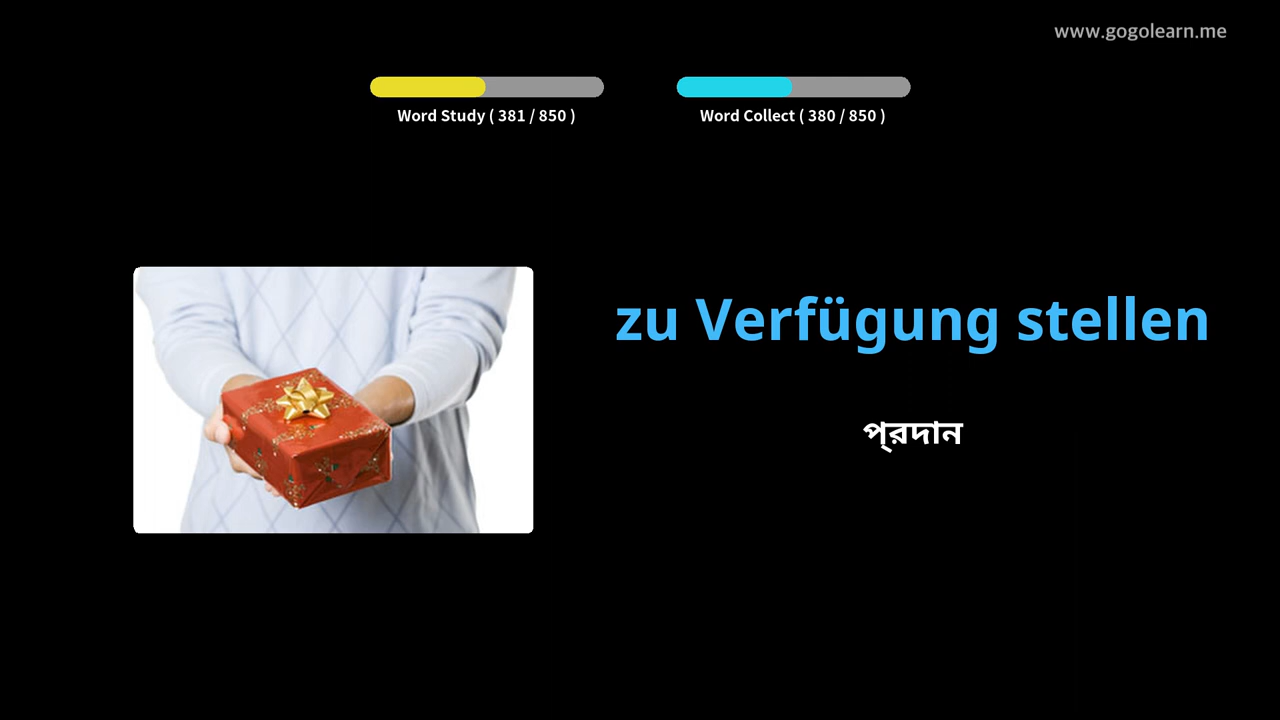 www.gogolearn.me
Word Study ( 381 / 850 )
Word Collect ( 380 / 850 )
zu Verfügung stellen
প্রদান